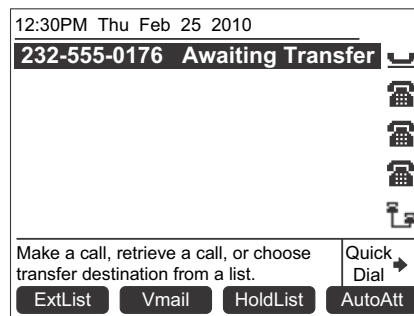 12:30PM Thu Feb 25 2010
232-555-0176 Awaiting Transfer
Make a call, retrieve a call, or choose
transfer destination from a list.
Quick
Dial
ExtList Vmail HoldList AutoAtt